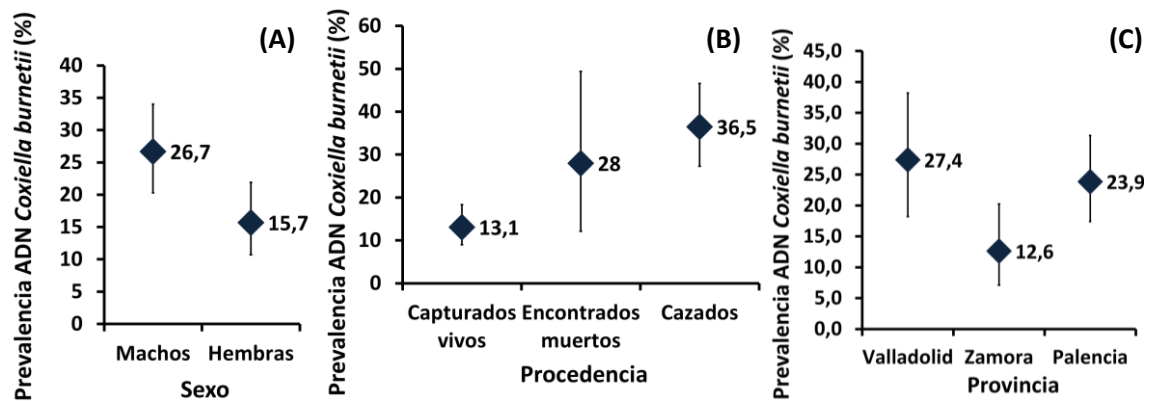 (A)
Prevalencia ADN Coxiella burnetii (%)
40
35
30
25
20
15
10
5
0
26,7
15,7
Machos
Hembras
Sexo
(B)
Prevalencia ADN Coxiella burnetii (%)
60
50
40
30
20
10
0
13,1
28
36,5
Capturados
vivos
Encontrados
muertos
Cazados
Procedencia
(C)
Prevalencia ADN Coxiella burnetii (%)
45,0
40,0
35,0
30,0
25,0
20,0
15,0
10,0
5,0
0,0
27,4
12,6
23,9
Valladolid
Zamora
Palencia
Provincia